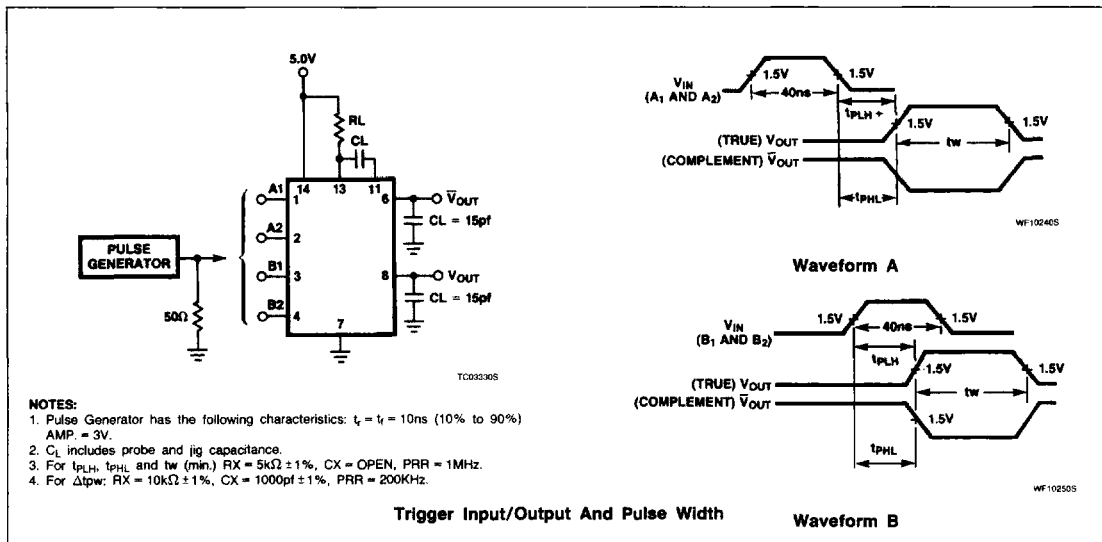 5.0V
RL
CL
14
13
11
A1
1
A2
2
B1
3
B2
4
6
V̅OUT
CL = 15pf
8
VOUT
CL = 15pf
7
PULSE
GENERATOR
50Ω
TC03330S
NOTES:
1. Pulse Generator has the following characteristics: tr = tf = 10ns (10% to 90%)
AMP. = 3V.
2. CL includes probe and jig capacitance.
3. For tPLH, tPHL and tw (min.) RX = 5kΩ ± 1%, CX = OPEN, PRR = 1MHz.
4. For Δtpw: RX = 10kΩ ± 1%, CX = 1000pf ± 1%, PRR = 200KHz.
VIN
(A1 AND A2)
1.5V
1.5V
40ns
tPLH +
(TRUE) VOUT
1.5V
1.5V
tw
(COMPLEMENT) V̅OUT
tPHL
WF10240S
Waveform A
VIN
(B1 AND B2)
1.5V
40ns
1.5V
tPLH
(TRUE) VOUT
1.5V
1.5V
tw
(COMPLEMENT) V̅OUT
1.5V
tPHL
WF10250S
Trigger Input/Output And Pulse Width
Waveform B